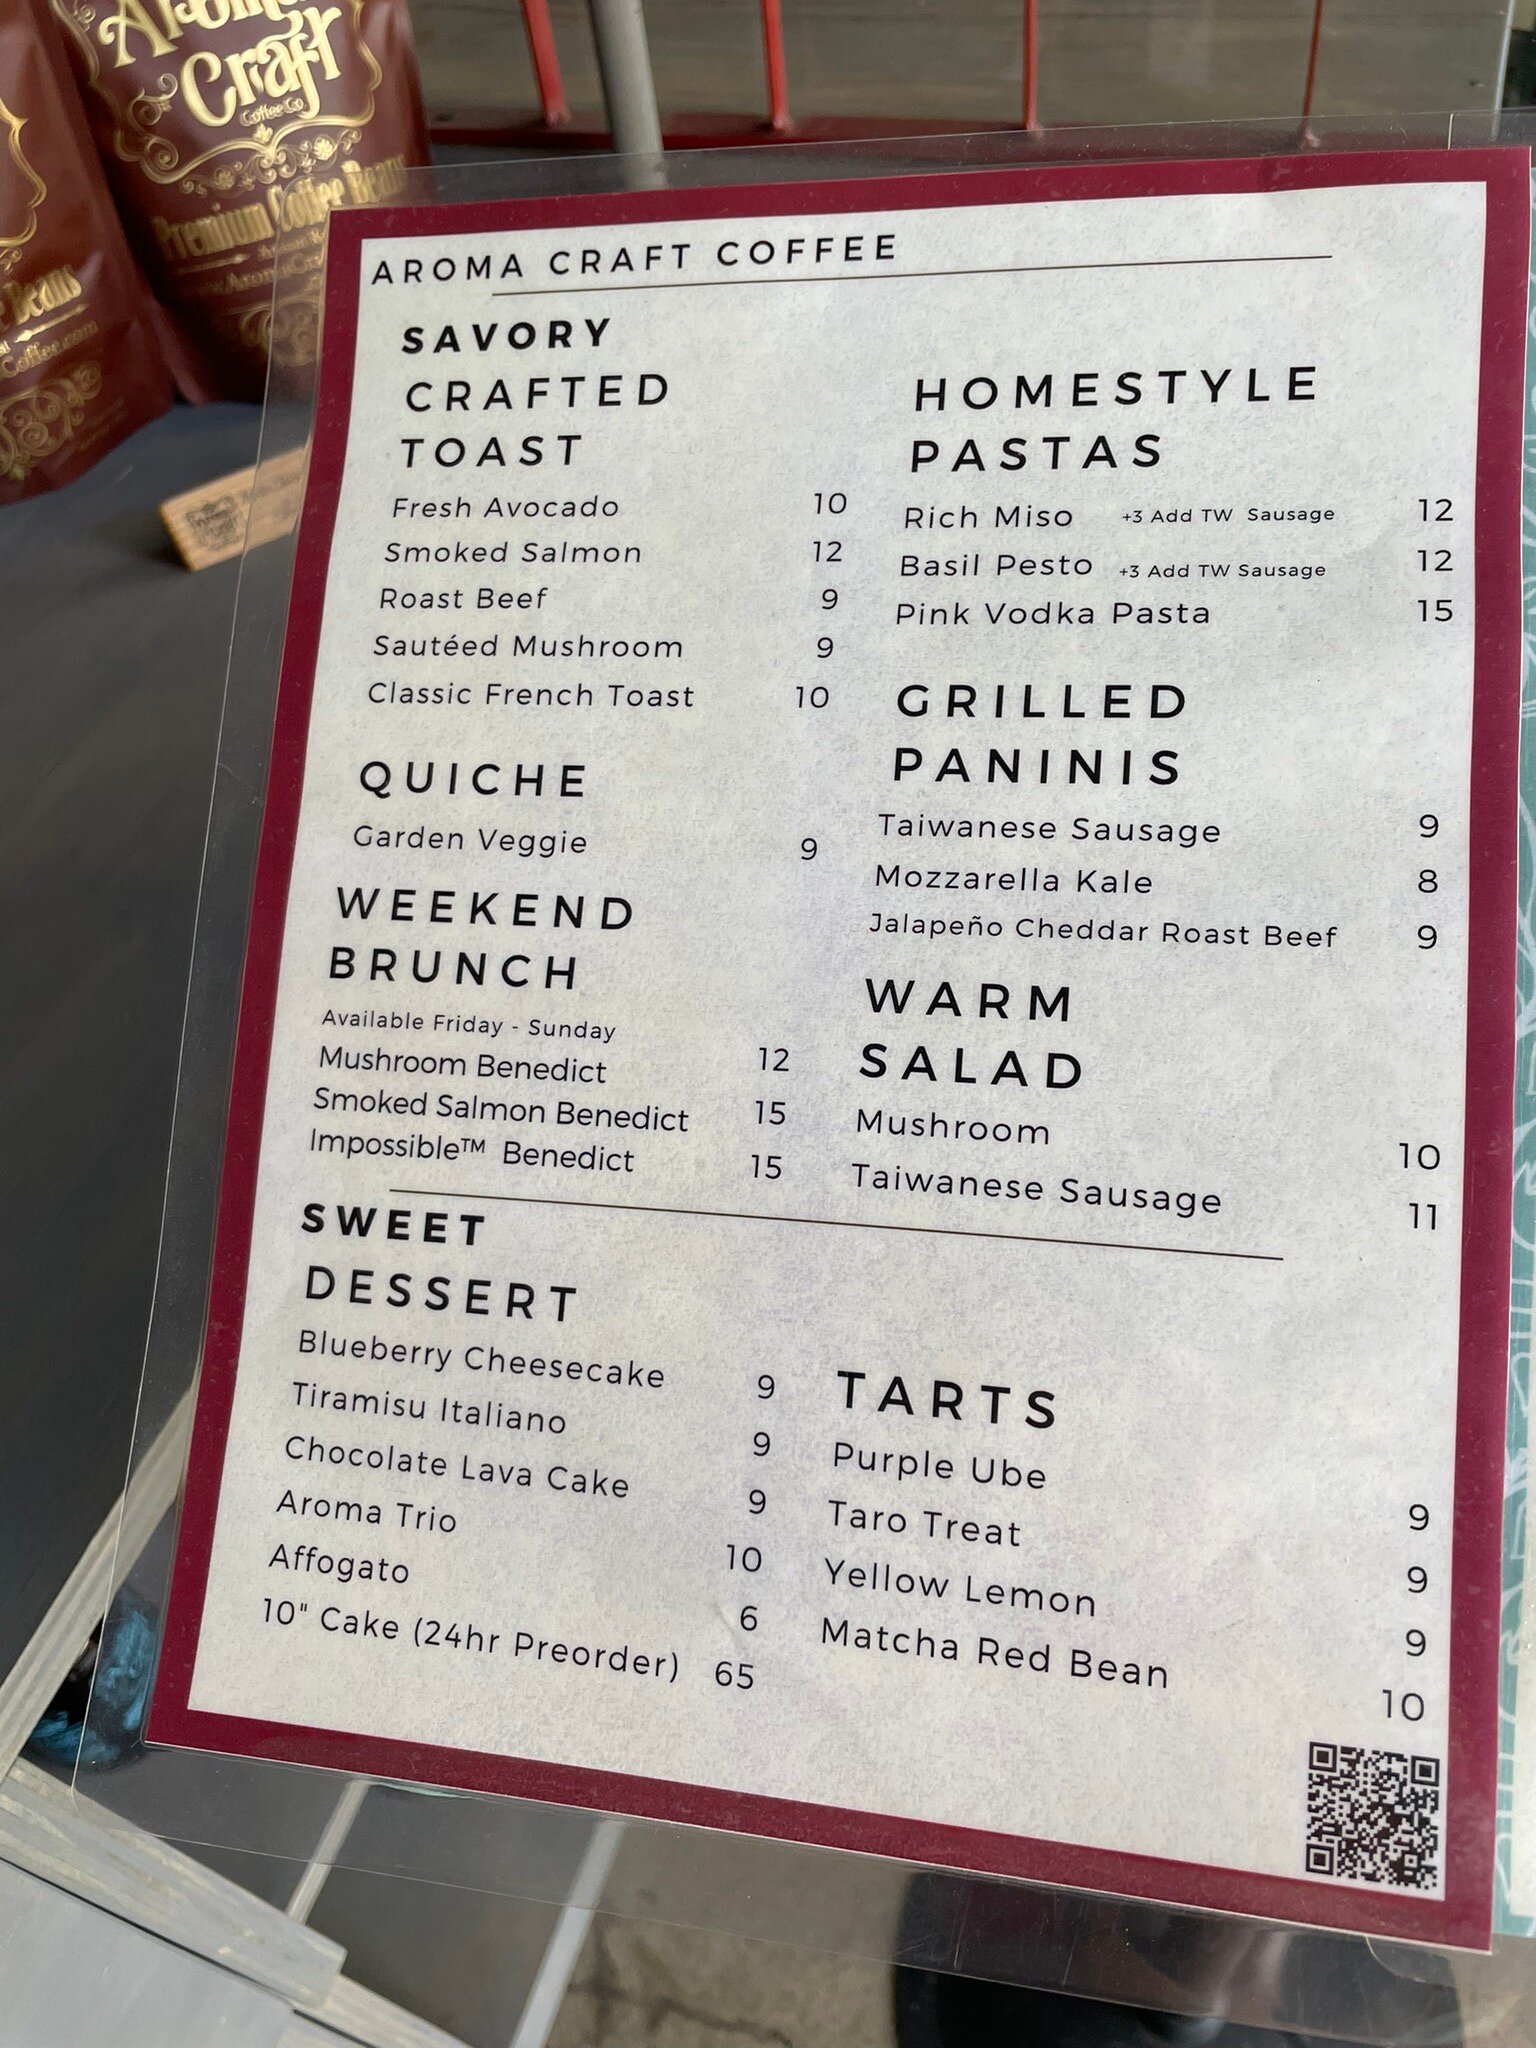 Aroma
Craft
Coffee Co.
Premium Coffee Beans
Beans
Coffee.com
AROMA CRAFT COFFEE
SAVORY
CRAFTED
TOAST
Fresh Avocado 10
Smoked Salmon 12
Roast Beef 9
Sautéed Mushroom 9
Classic French Toast 10
QUICHE
Garden Veggie 9
WEEKEND
BRUNCH
Available Friday - Sunday
Mushroom Benedict 12
Smoked Salmon Benedict 15
Impossible™ Benedict 15
HOMESTYLE
PASTAS
Rich Miso +3 Add TW Sausage 12
Basil Pesto +3 Add TW Sausage 12
Pink Vodka Pasta 15
GRILLED
PANINIS
Taiwanese Sausage 9
Mozzarella Kale 8
Jalapeño Cheddar Roast Beef 9
WARM
SALAD
Mushroom 10
Taiwanese Sausage 11
SWEET
DESSERT
Blueberry Cheesecake 9
Tiramisu Italiano 9
Chocolate Lava Cake 9
Aroma Trio 10
Affogato 6
10" Cake (24hr Preorder) 65
TARTS
Purple Ube 9
Taro Treat 9
Yellow Lemon 9
Matcha Red Bean 10